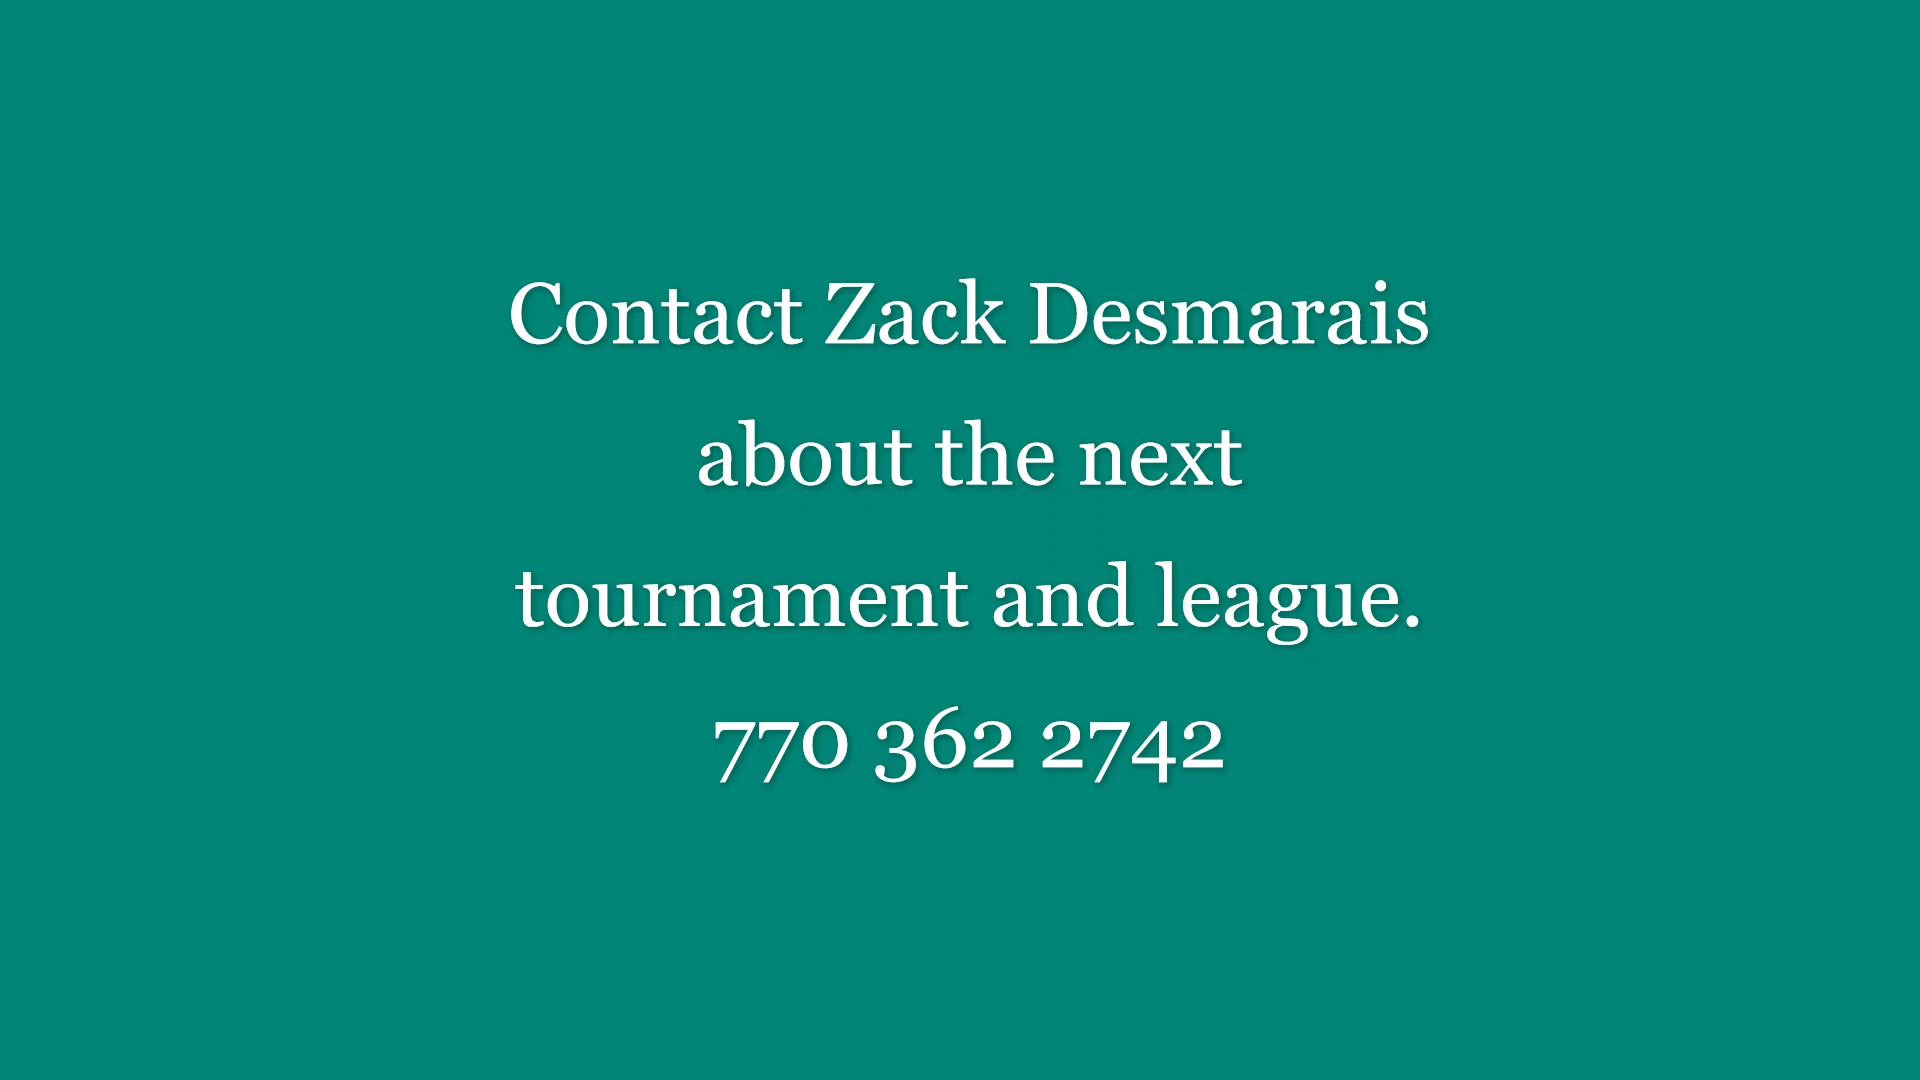 Contact Zack Desmarais
about the next
tournament and league.
770 362 2742